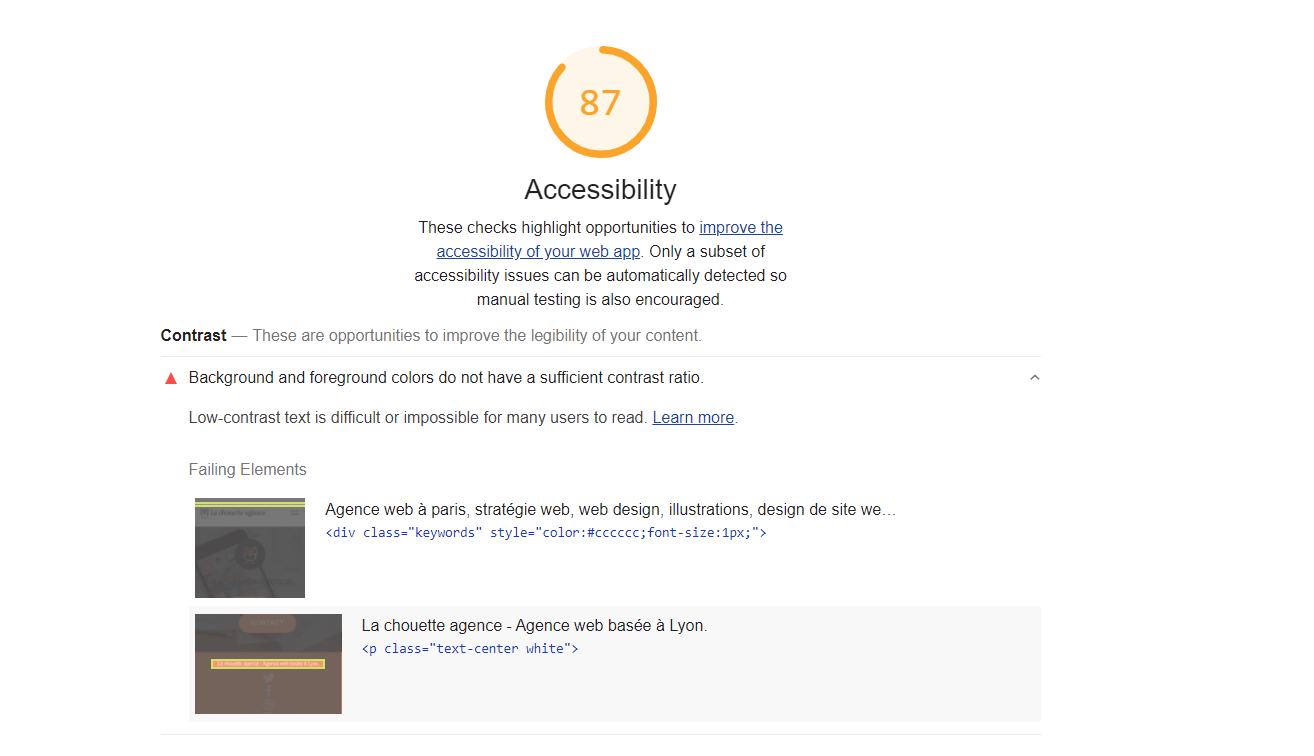 87
Accessibility
These checks highlight opportunities to improve the
accessibility of your web app. Only a subset of
accessibility issues can be automatically detected so
manual testing is also encouraged.
Contrast — These are opportunities to improve the legibility of your content.
Background and foreground colors do not have a sufficient contrast ratio.
Low-contrast text is difficult or impossible for many users to read. Learn more.
Failing Elements
La chouette agence
Agence web à paris, stratégie web, web design, illustrations, design de site we…
<div class="keywords" style="color:#cccccc;font-size:1px;">
CONTACT
La chouette agence - Agence web basée à Lyon
La chouette agence - Agence web basée à Lyon.
<p class="text-center white">